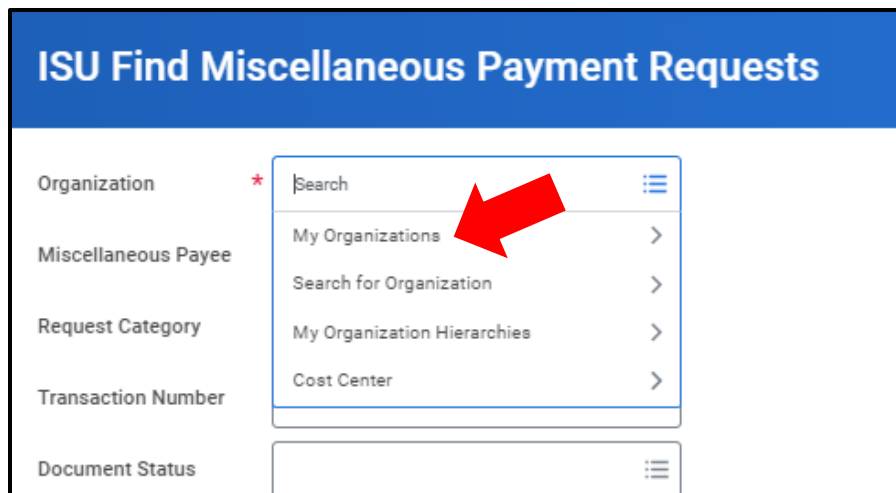 ISU Find Miscellaneous Payment Requests
Organization *
Search
My Organizations
Miscellaneous Payee
Search for Organization
Request Category
My Organization Hierarchies
Cost Center
Transaction Number
Document Status